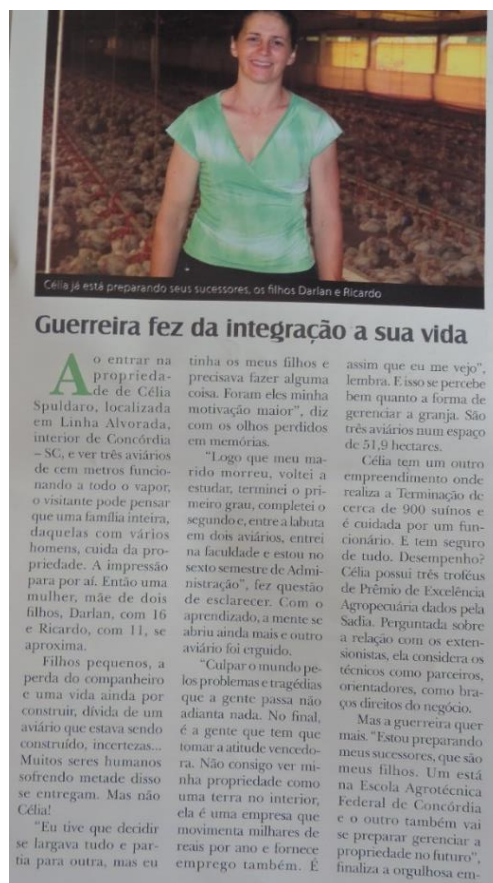 Célia já está preparando seus sucessores, os filhos Darlan e Ricardo
Guerreira fez da integração a sua vida
Ao entrar na
proprieda-
de de Célia
Spuldaro, localizada
em Linha Alvorada,
interior de Concórdia
– SC, e ver três aviários
de cem metros funcio-
nando a todo o vapor,
o visitante pode pensar
que uma família inteira,
daquelas com vários
homens, cuida da pro-
priedade. A impressão
para por aí. Então uma
mulher, mãe de dois
filhos, Darlan, com 16
e Ricardo, com 11, se
aproxima.
Filhos pequenos, a
perda do companheiro
e uma vida ainda por
construir, dívida de um
aviário que estava sendo
construído, incertezas...
Muitos seres humanos
sofrendo metade disso
se entregam. Mas não
Célia!
"Eu tive que decidir
se largava tudo e par-
tia para outra, mas eu
tinha os meus filhos e
precisava fazer alguma
coisa. Foram eles minha
motivação maior", diz
com os olhos perdidos
em memórias.
"Logo que meu ma-
rido morreu, voltei a
estudar, terminei o pri-
meiro grau, completei o
segundo e, entre a labuta
em dois aviários, entrei
na faculdade e estou no
sexto semestre de Admi-
nistração", fez questão
de esclarecer. Com o
aprendizado, a mente se
abriu ainda mais e outro
aviário foi erguido.
"Culpar o mundo pe-
los problemas e tragédias
que a gente passa não
adianta nada. No final,
é a gente que tem que
tomar a atitude vencedo-
ra. Não consigo ver mi-
nha propriedade como
uma terra no interior,
ela é uma empresa que
movimenta milhares de
reais por ano e fornece
emprego também. É
assim que eu me vejo",
lembra. E isso se percebe
bem quanto a forma de
gerenciar a granja. São
três aviários num espaço
de 51,9 hectares.
Célia tem um outro
empreendimento onde
realiza a Terminação de
cerca de 900 suínos e
é cuidada por um fun-
cionário. E tem seguro
de tudo. Desempenho?
Célia possui três troféus
de Prêmio de Excelência
Agropecuária dados pela
Sadia. Perguntada sobre
a relação com os exten-
sionistas, ela considera os
técnicos como parceiros,
orientadores, como bra-
ços direitos do negócio.
Mas a guerreira quer
mais. "Estou preparando
meus sucessores, que são
meus filhos. Um está
na Escola Agrotécnica
Federal de Concórdia
e o outro também vai
se preparar gerenciar a
propriedade no futuro",
finaliza a orgulhosa em-